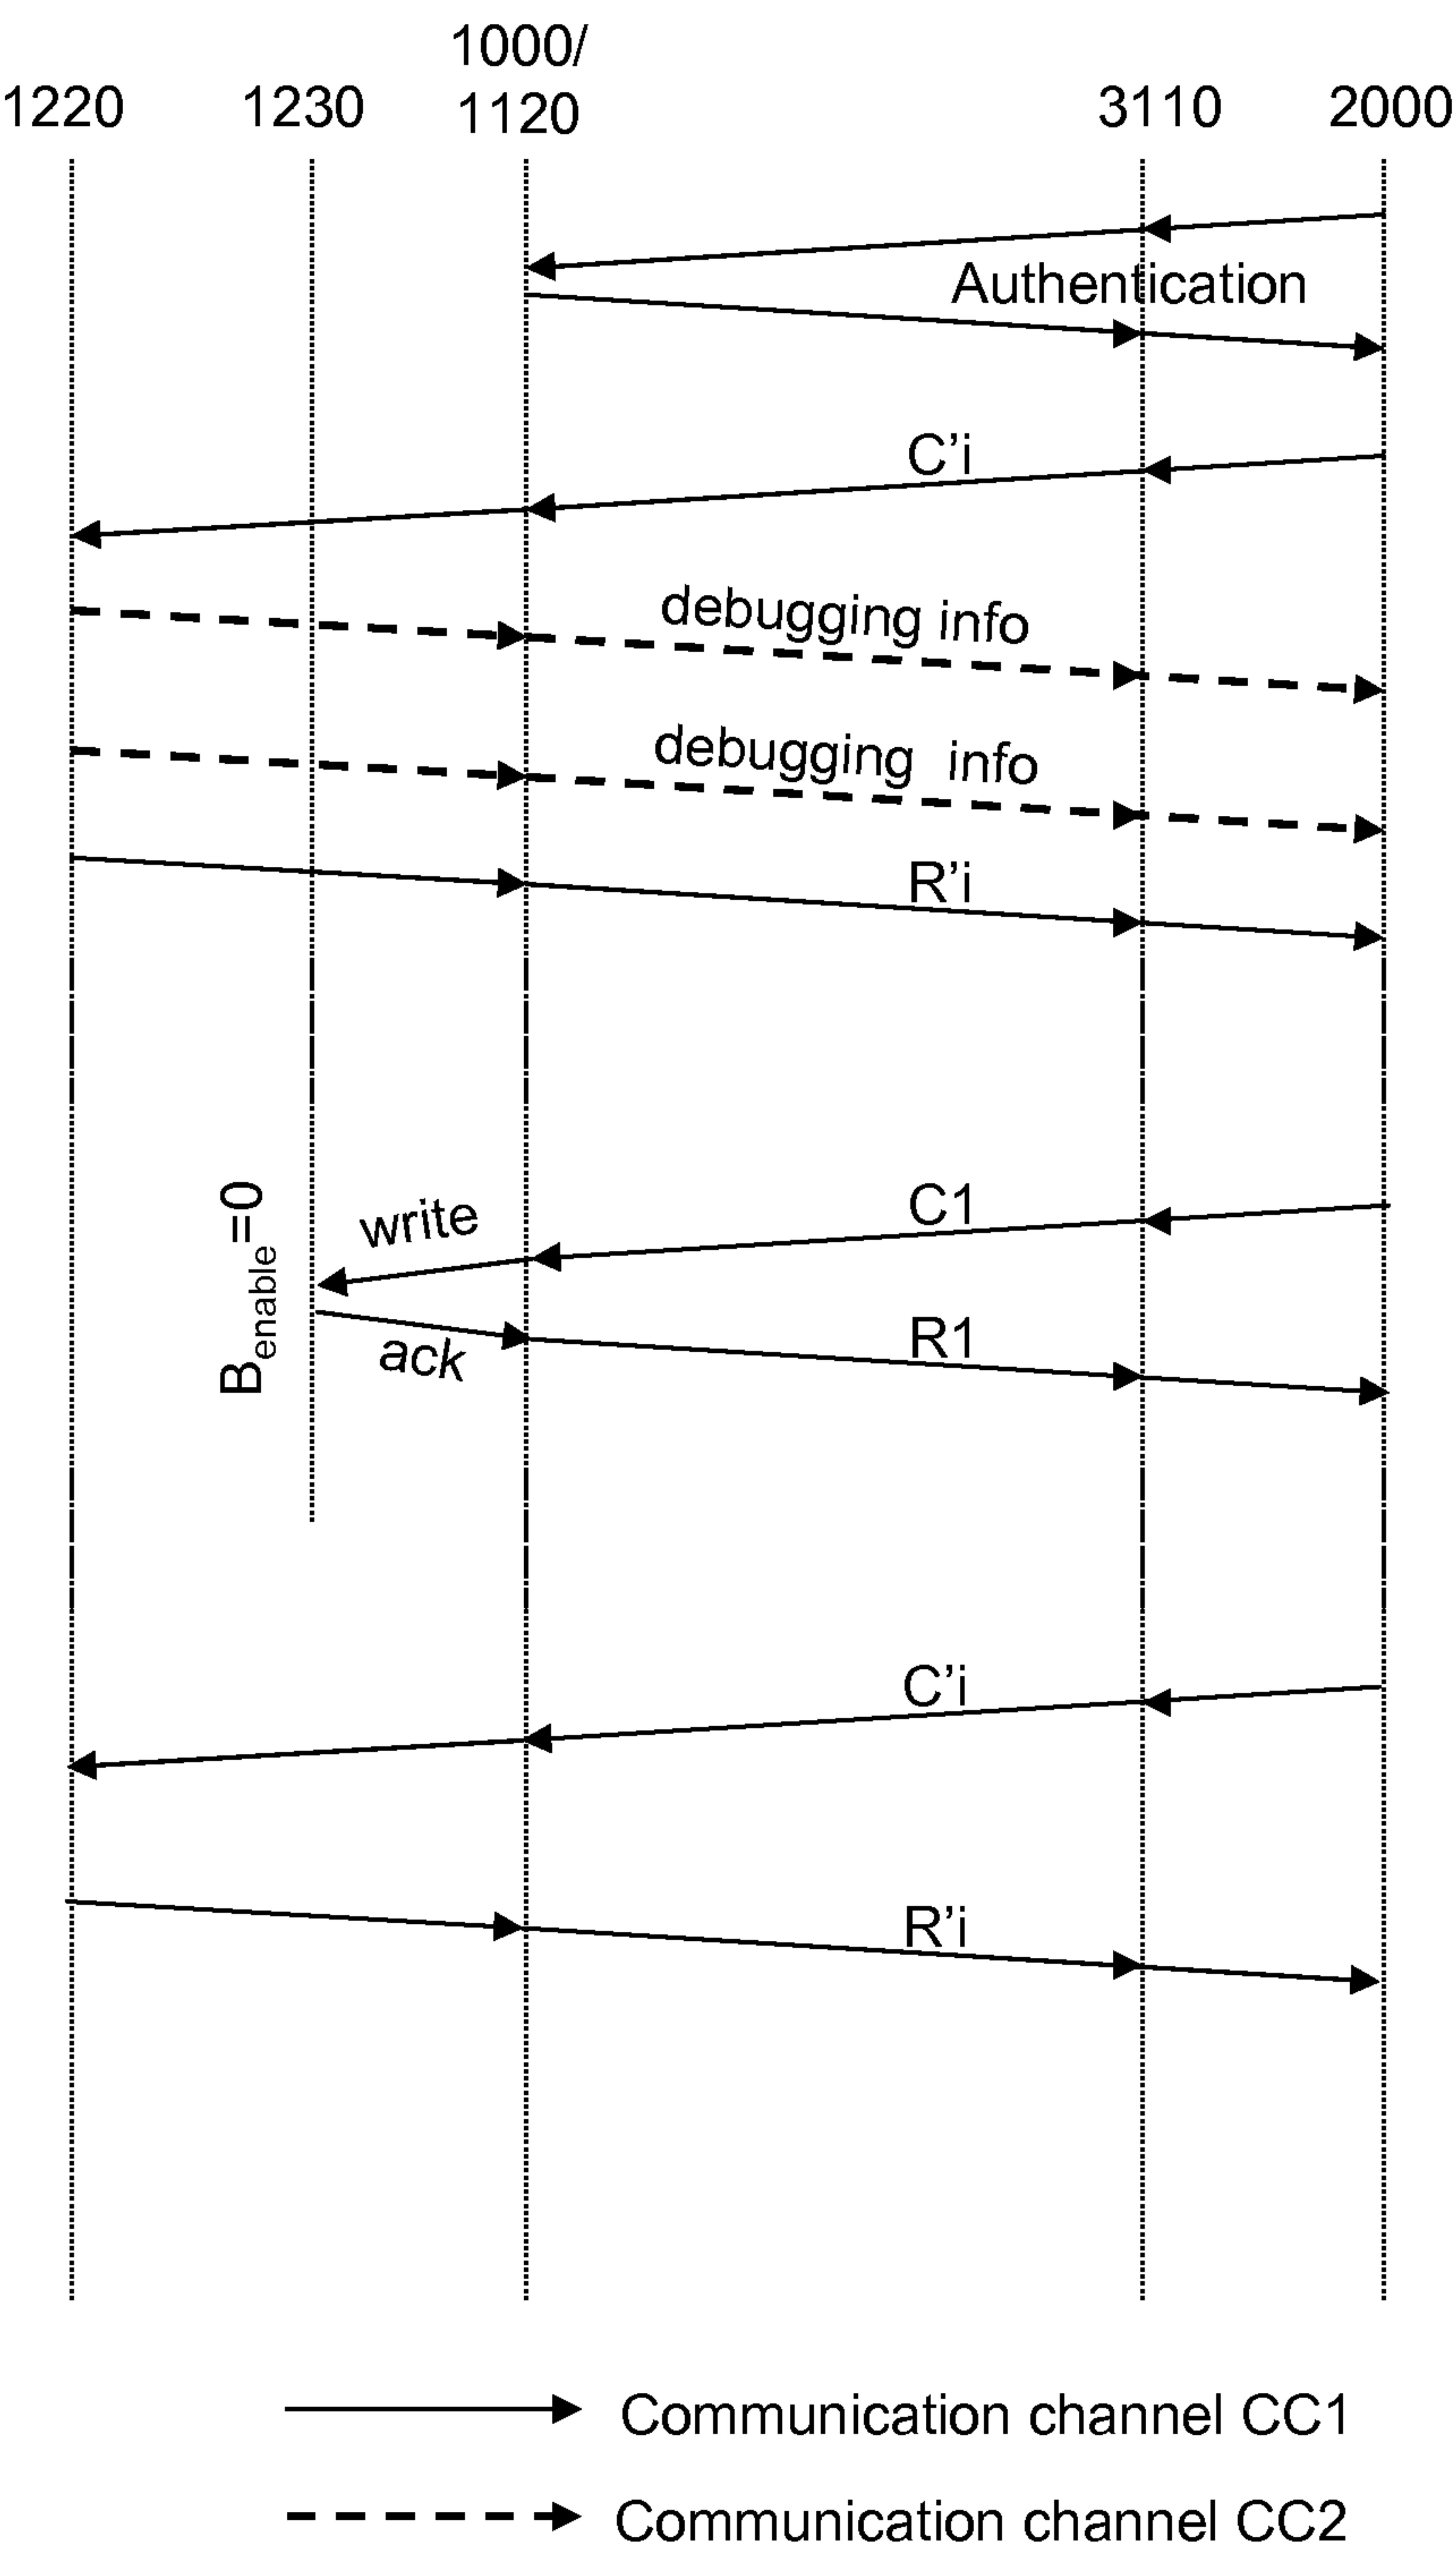 1000/
1220 1230 1120 3110 2000
Authentication
C’i
debugging info
debugging info
R’i
C1
write
B_enable=0
R1
ack
C’i
R’i
Communication channel CC1
Communication channel CC2